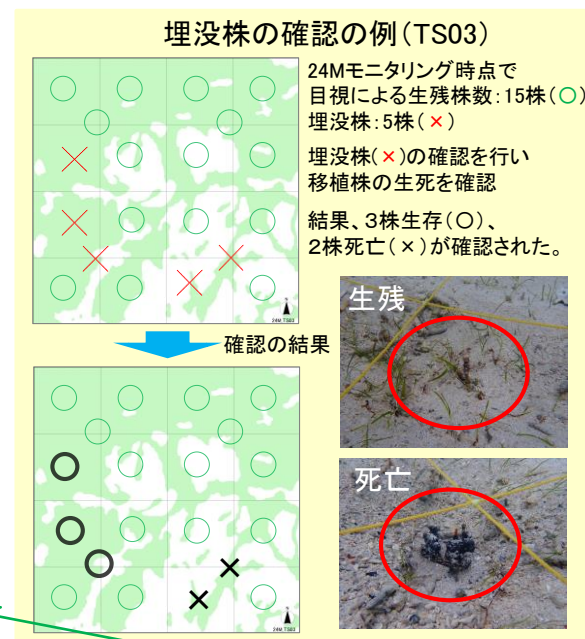 埋没株の確認の例(TS03)
24Mモニタリング時点で
目視による生残株数:15株(○)
埋没株:5株(×)
埋没株(×)の確認を行い
移植株の生死を確認
結果、3株生存(○)、
2株死亡(×)が確認された。
24M_TS03
確認の結果
生残
死亡
24M_TS03